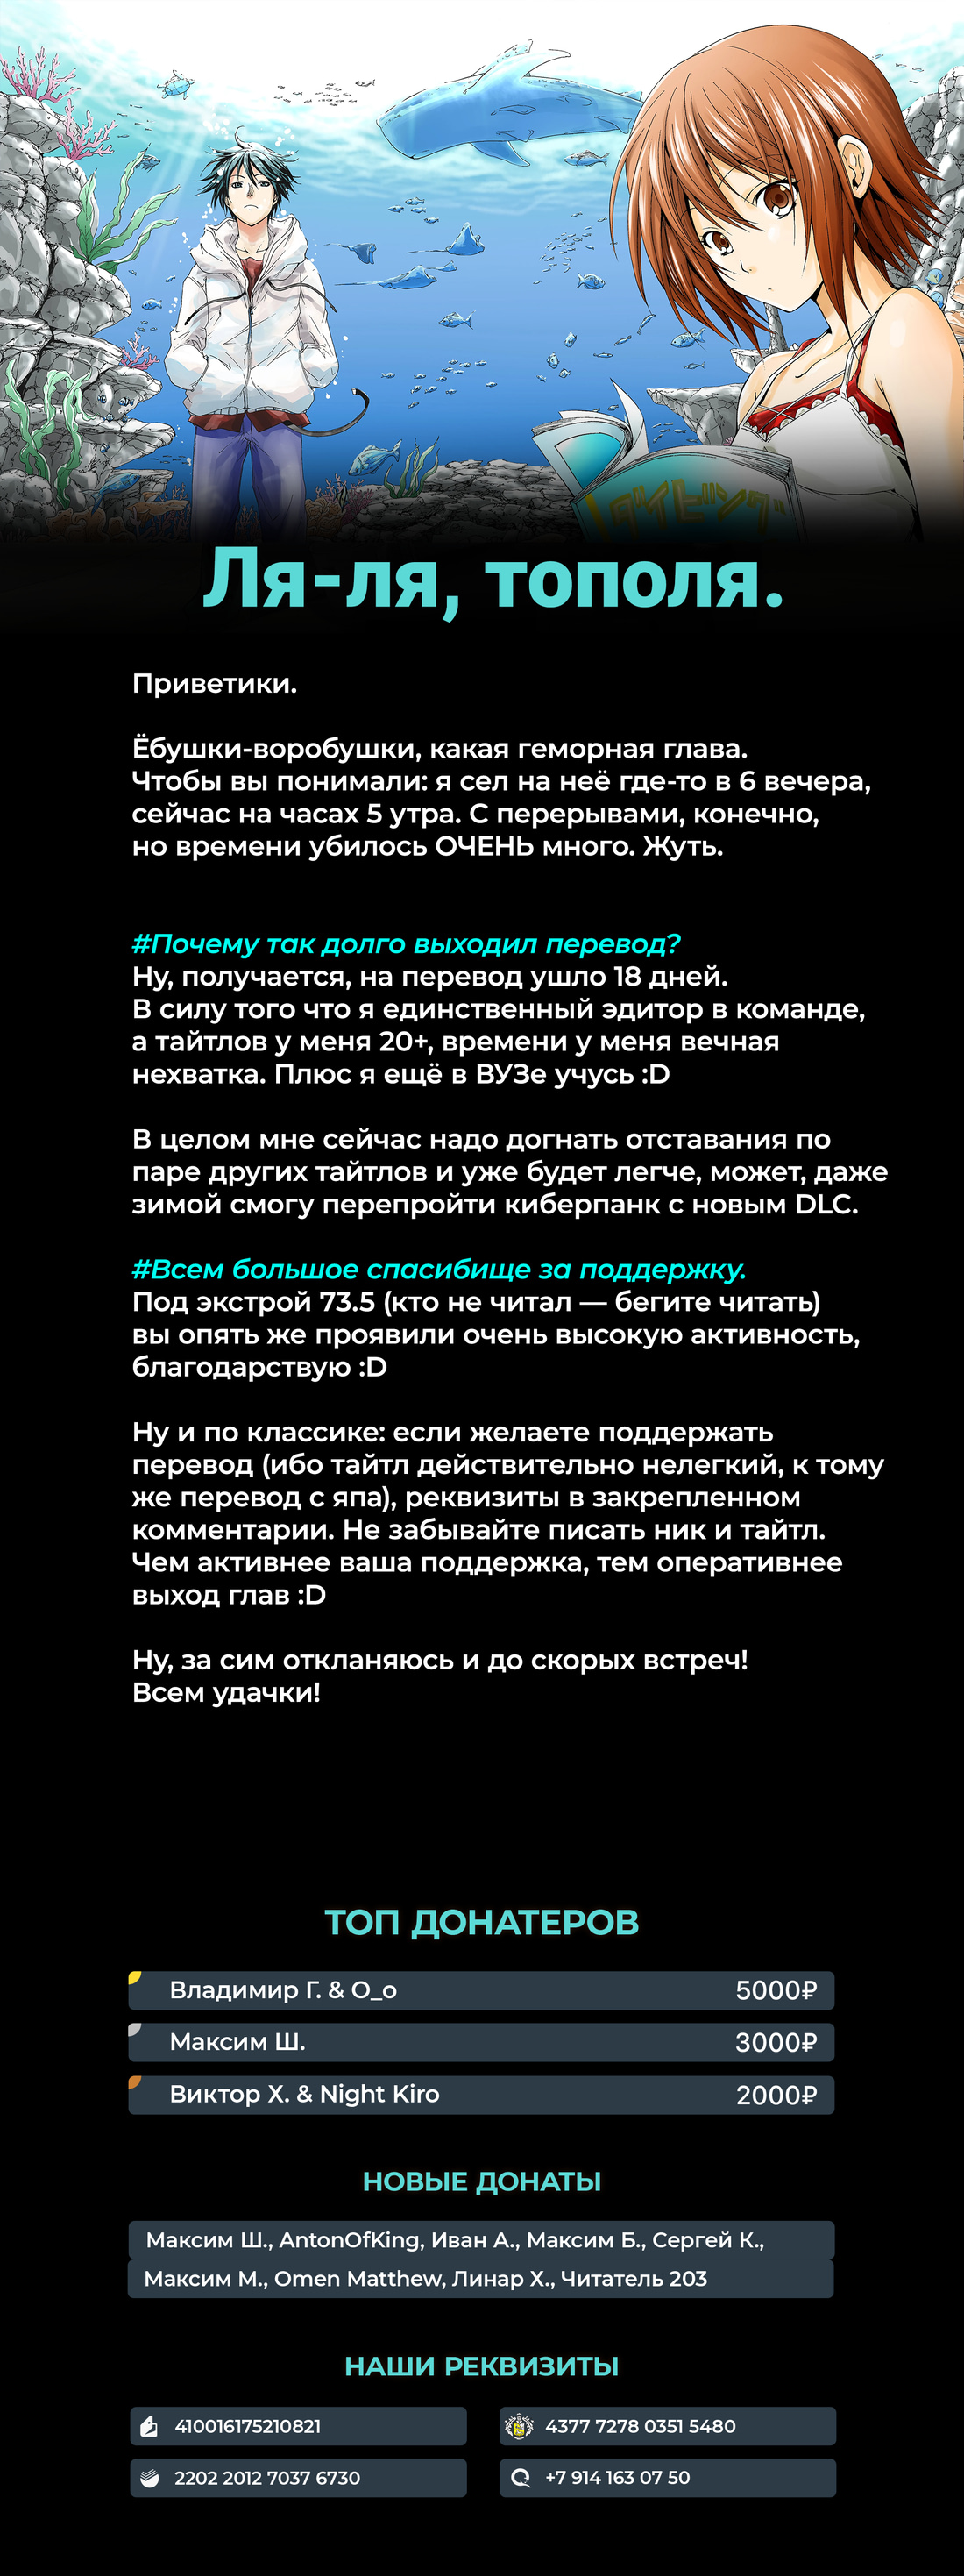 ダイビング
Ля-ля, тополя.
Приветики.
Ёбушки-воробушки, какая геморная глава.
Чтобы вы понимали: я сел на неё где-то в 6 вечера,
сейчас на часах 5 утра. С перерывами, конечно,
но времени убилось ОЧЕНЬ много. Жуть.
#Почему так долго выходил перевод?
Ну, получается, на перевод ушло 18 дней.
В силу того что я единственный эдитор в команде,
а тайтлов у меня 20+, времени у меня вечная
нехватка. Плюс я ещё в ВУЗе учусь :D
В целом мне сейчас надо догнать отставания по
паре других тайтлов и уже будет легче, может, даже
зимой смогу перепройти киберпанк с новым DLC.
#Всем большое спасибище за поддержку.
Под экстрой 73.5 (кто не читал — бегите читать)
вы опять же проявили очень высокую активность,
благодарствую :D
Ну и по классике: если желаете поддержать
перевод (ибо тайтл действительно нелегкий, к тому
же перевод с япа), реквизиты в закрепленном
комментарии. Не забывайте писать ник и тайтл.
Чем активнее ваша поддержка, тем оперативнее
выход глав :D
Ну, за сим откланяюсь и до скорых встреч!
Всем удачки!
ТОП ДОНАТЕРОВ
Владимир Г. & O_o 5000₽
Максим Ш. 3000₽
Виктор Х. & Night Kiro 2000₽
НОВЫЕ ДОНАТЫ
Максим Ш., AntonOfKing, Иван А., Максим Б., Сергей К.,
Максим М., Omen Matthew, Линар Х., Читатель 203
НАШИ РЕКВИЗИТЫ
410016175210821 4377 7278 0351 5480
2202 2012 7037 6730 +7 914 163 07 50